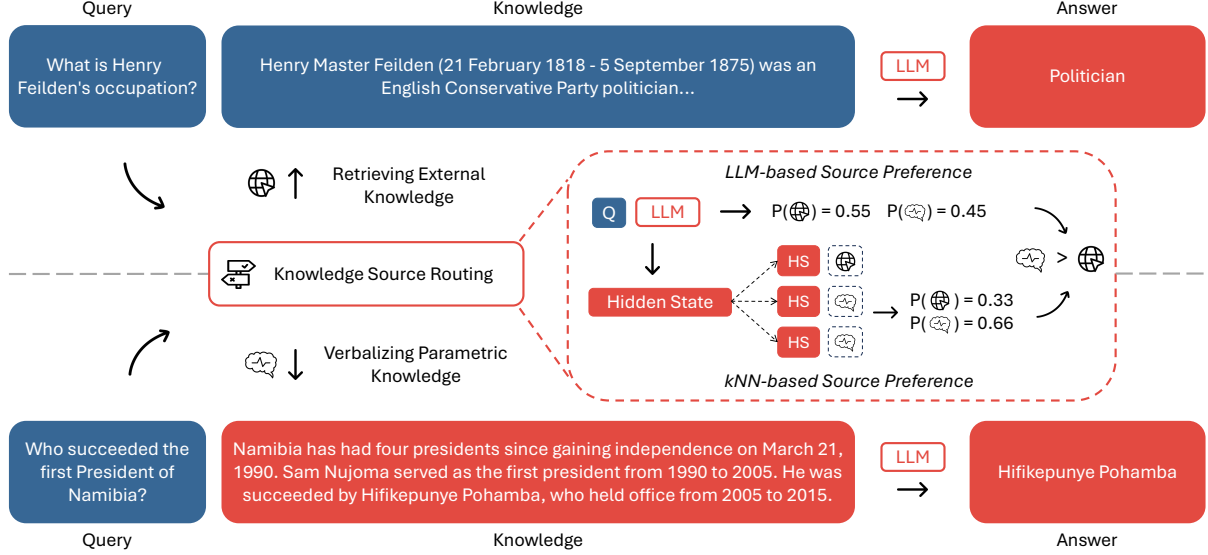 Query
Knowledge
Answer
What is Henry
Feilden's occupation?
Henry Master Feilden (21 February 1818 - 5 September 1875) was an
English Conservative Party politician...
LLM
Politician
Retrieving External
Knowledge
LLM-based Source Preference
Q
LLM
P( ) = 0.55 P( ) = 0.45
Knowledge Source Routing
HS
Hidden State
HS
HS
>
P( ) = 0.33
P( ) = 0.66
Verbalizing Parametric
Knowledge
kNN-based Source Preference
Who succeeded the
first President of
Namibia?
Namibia has had four presidents since gaining independence on March 21,
1990. Sam Nujoma served as the first president from 1990 to 2005. He was
succeeded by Hifikepunye Pohamba, who held office from 2005 to 2015.
LLM
Hifikepunye Pohamba
Query
Knowledge
Answer